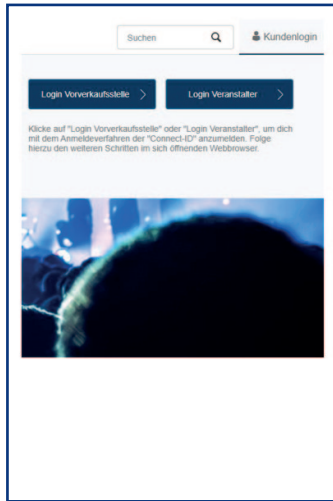 Suchen
Kundenlogin
Login Vorverkaufsstelle
Login Veranstalter
Klicke auf "Login Vorverkaufsstelle" oder "Login Veranstalter", um dich
mit dem Anmeldeverfahren der "Connect-ID" anzumelden. Folge
hierzu den weiteren Schritten im sich öffnenden Webbrowser.